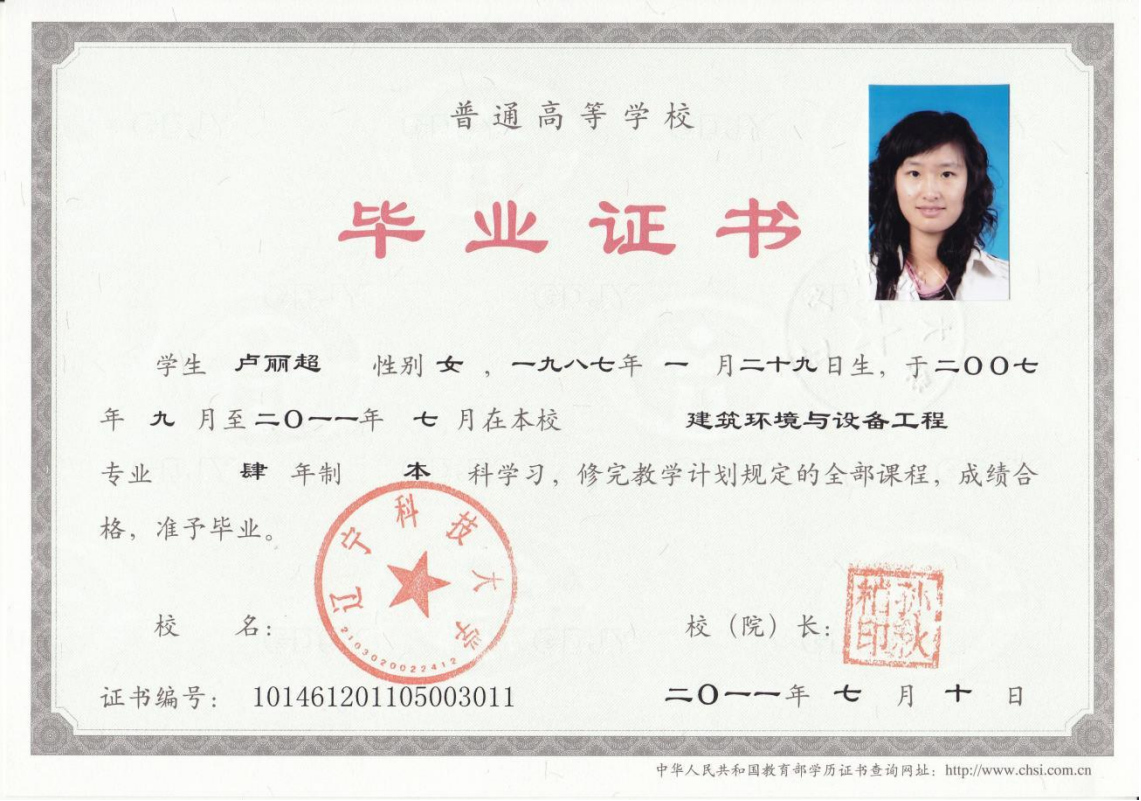 普通高等学校
毕业证书
学生 卢丽超 性别 女 ，一九八七年 一 月二十九日生，于二〇〇七
年 九 月至二〇一一年 七 月在本校 建筑环境与设备工程
专业 肆 年制 本 科学习，修完教学计划规定的全部课程，成绩合
格，准予毕业。
辽宁科技大学
2103020022412
校 名：
校（院）长：
孙秋柏印
证书编号： 101461201105003011
二〇一一年 七 月 十 日
中华人民共和国教育部学历证书查询网址：http://www.chsi.com.cn